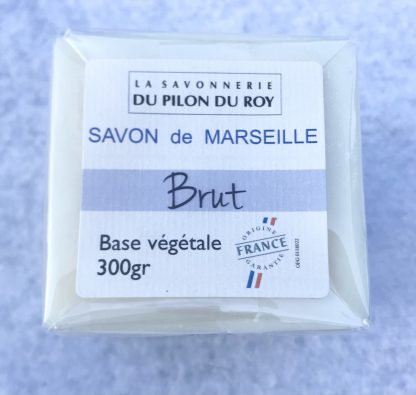 LA SAVONNERIE
DU PILON DU ROY
SAVON de MARSEILLE
Brut
Base végétale
300gr
ORIGINE
FRANCE
GARANTIE